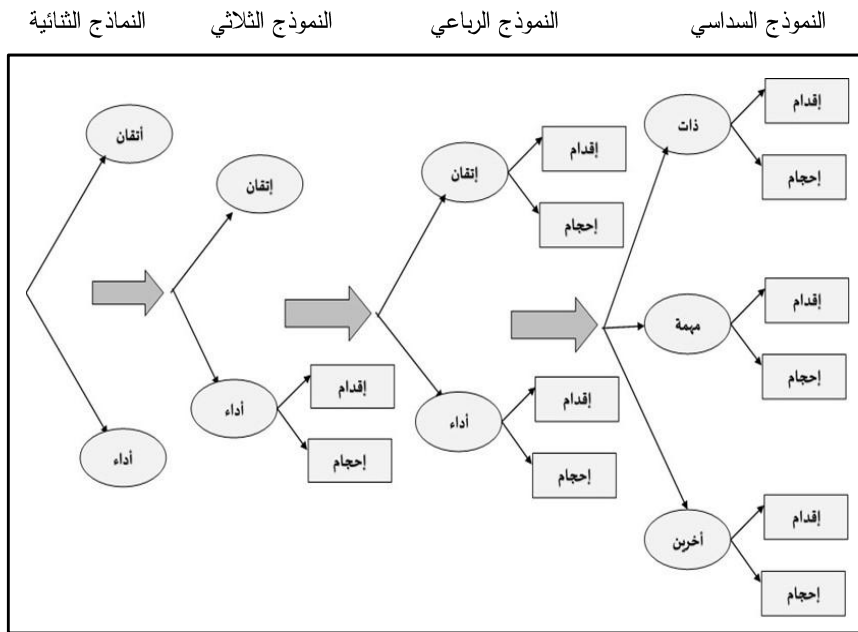 النماذج الثنائية
النموذج الثلاثي
النموذج الرباعي
النموذج السداسي
أتقان
أداء
إتقان
أداء
إقدام
إحجام
إتقان
إقدام
إحجام
أداء
إقدام
إحجام
ذات
إقدام
إحجام
مهمة
إقدام
إحجام
أخرين
إقدام
إحجام